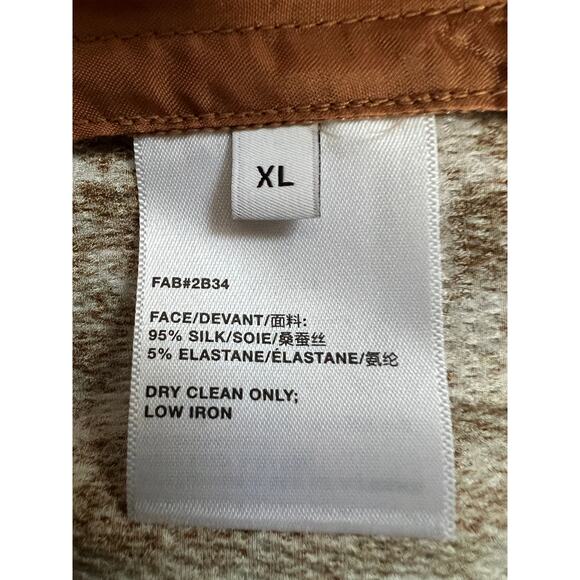 XL
FAB#2B34
FACE/DEVANT/面料:
95% SILK/SOIE/桑蚕丝
5% ELASTANE/ÉLASTANE/氨纶
DRY CLEAN ONLY;
LOW IRON